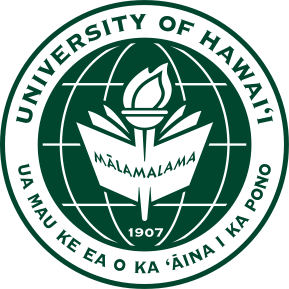 UNIVERSITY OF HAWAIʻI
MĀLAMALAMA
1907
UA MAU KE EA O KA ʻĀINA I KA PONO